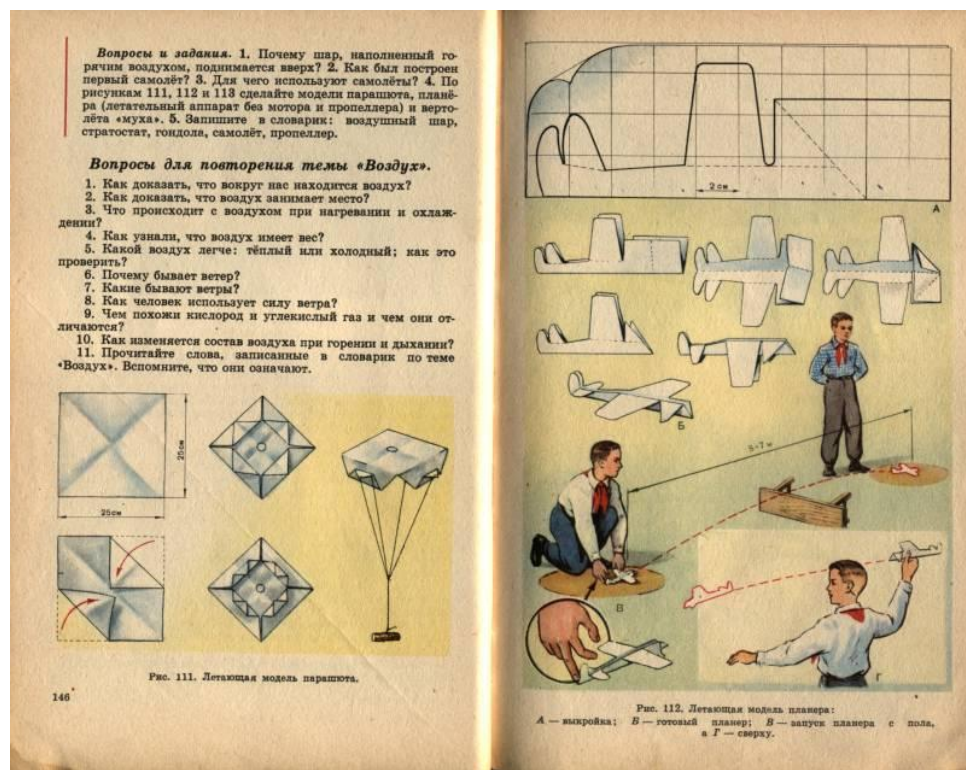 Вопросы и задания. 1. Почему шар, наполненный го-
рячим воздухом, поднимается вверх? 2. Как был построен
первый самолёт? 3. Для чего используют самолёты? 4. По
рисункам 111, 112 и 113 сделайте модели парашюта, планё-
ра (летательный аппарат без мотора и пропеллера) и верто-
лёта «муха». 5. Запишите в словарик: воздушный шар,
стратостат, гондола, самолёт, пропеллер.
Вопросы для повторения темы «Воздух».
1. Как доказать, что вокруг нас находится воздух?
2. Как доказать, что воздух занимает место?
3. Что происходит с воздухом при нагревании и охлаж-
дении?
4. Как узнали, что воздух имеет вес?
5. Какой воздух легче: тёплый или холодный; как это
проверить?
6. Почему бывает ветер?
7. Какие бывают ветры?
8. Как человек использует силу ветра?
9. Чем похожи кислород и углекислый газ и чем они от-
личаются?
10. Как изменяется состав воздуха при горении и дыхании?
11. Прочитайте слова, записанные в словарик по теме
«Воздух». Вспомните, что они означают.
25см
25см
Рис. 111. Летающая модель парашюта.
146
2 см
А
Б
5-7 м
В
Г
Рис. 112. Летающая модель планера:
А — выкройка; Б — готовый планер; В — запуск планера с пола,
а Г — сверху.